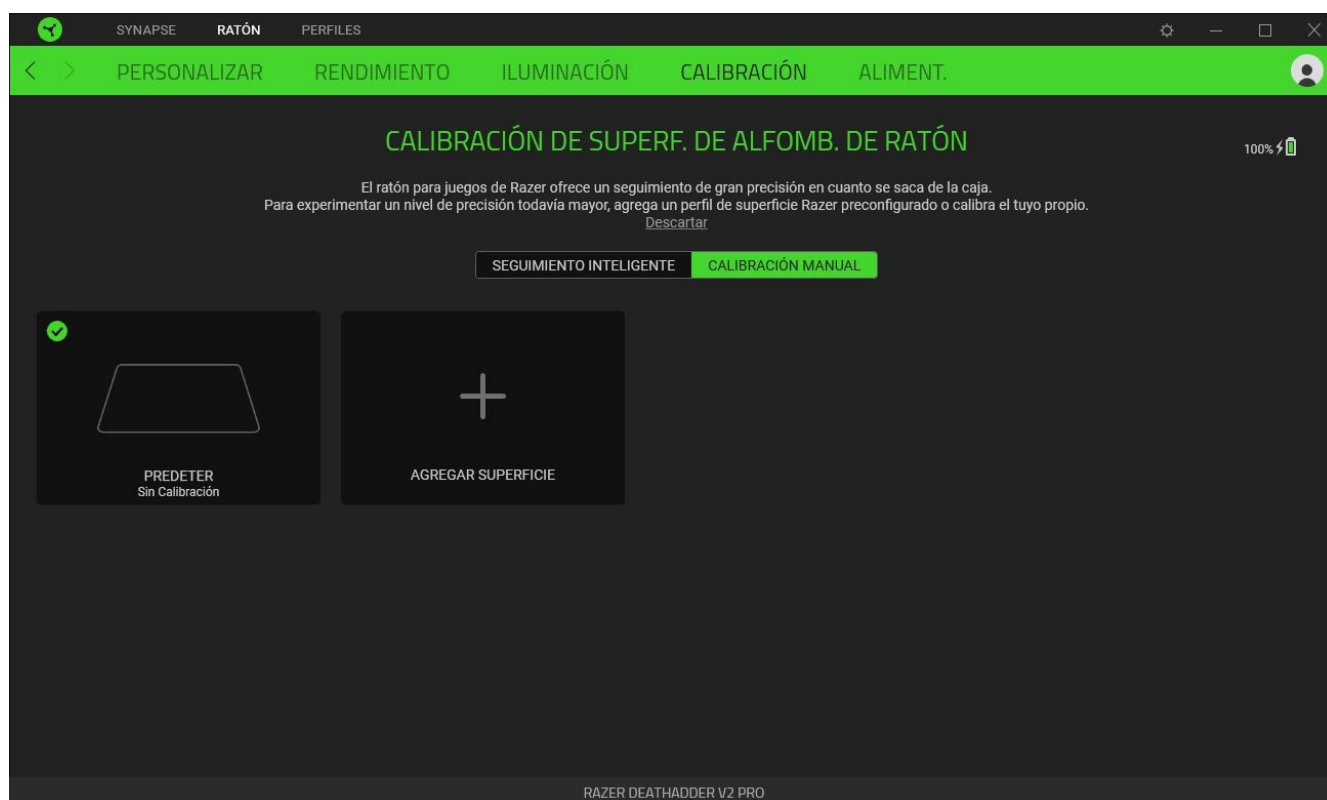 SYNAPSE RATÓN PERFILES
PERSONALIZAR RENDIMIENTO ILUMINACIÓN CALIBRACIÓN ALIMENT.
CALIBRACIÓN DE SUPERF. DE ALFOMB. DE RATÓN
100%
El ratón para juegos de Razer ofrece un seguimiento de gran precisión en cuanto se saca de la caja.
Para experimentar un nivel de precisión todavía mayor, agrega un perfil de superficie Razer preconfigurado o calibra el tuyo propio.
Descartar
SEGUIMIENTO INTELIGENTE CALIBRACIÓN MANUAL
PREDETER
Sin Calibración
AGREGAR SUPERFICIE
RAZER DEATHADDER V2 PRO